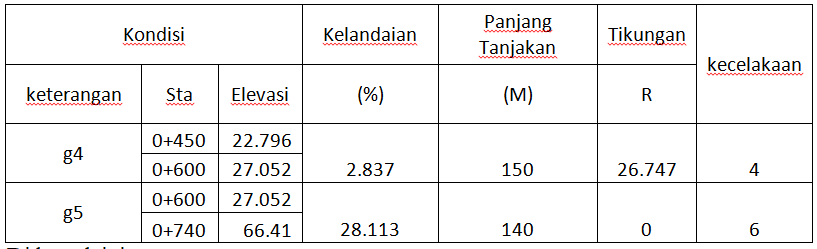 Kondisi Kelandaian Panjang Tanjakan Tikungan kecelakaan
keterangan Sta Elevasi (%) (M) R
g4 0+450 22.796
0+600 27.052 2.837 150 26.747 4
g5 0+600 27.052
0+740 66.41 28.113 140 0 6